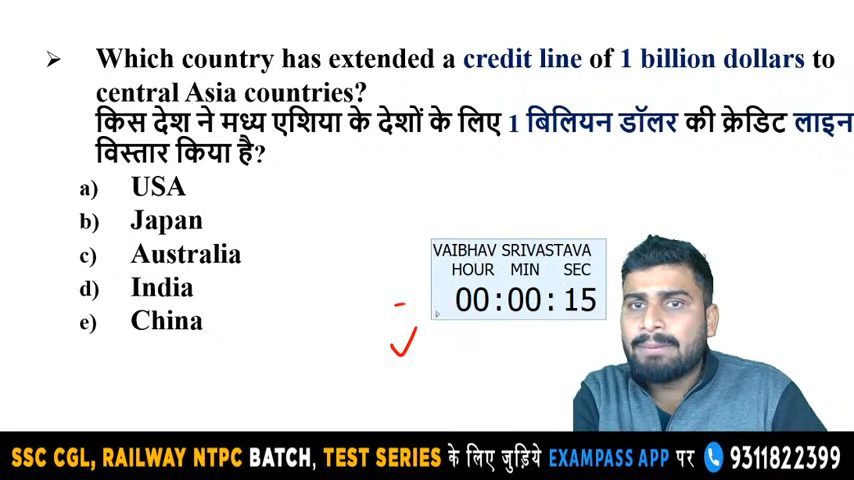 ➤ Which country has extended a credit line of 1 billion dollars to
central Asia countries?
किस देश ने मध्य एशिया के देशों के लिए 1 बिलियन डॉलर की क्रेडिट लाइन
विस्तार किया है?
a) USA
b) Japan
c) Australia
d) India
e) China
VAIBHAV SRIVASTAVA
HOUR MIN SEC
00:00:15
SSC CGL, RAILWAY NTPC BATCH, TEST SERIES के लिए जुड़िये EXAMPASS APP पर 9311822399